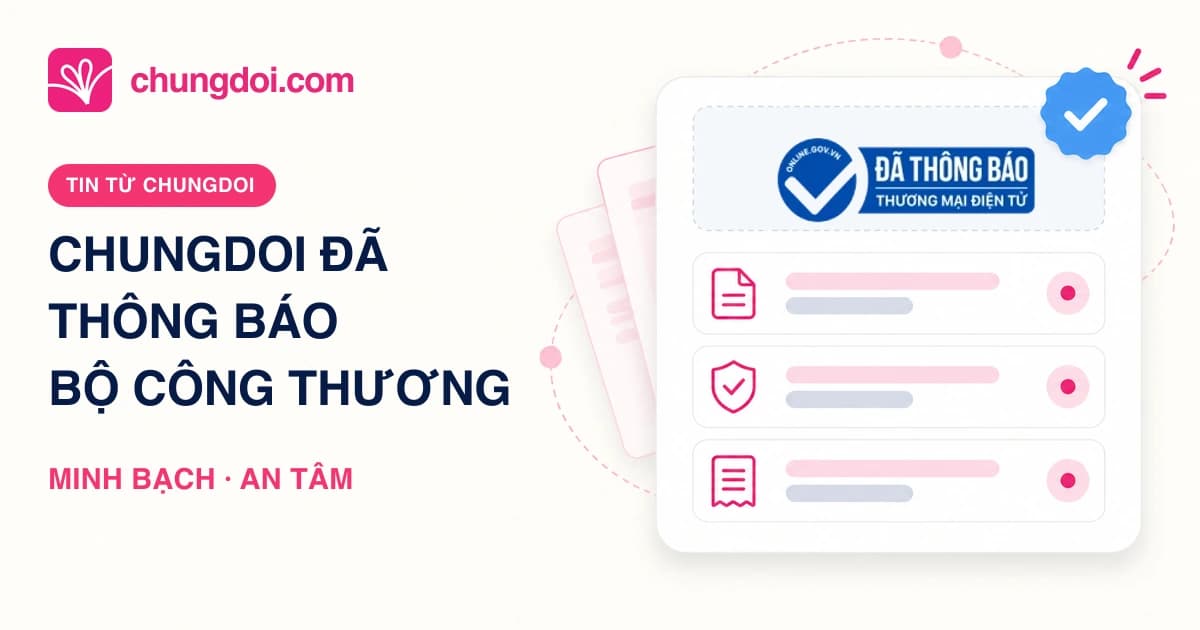 chungdoi.com
TIN TỪ CHUNGDOI
CHUNGDOI ĐÃ
THÔNG BÁO
BỘ CÔNG THƯƠNG
MINH BẠCH · AN TÂM
ONLINE.GOV.VN
ĐÃ THÔNG BÁO
THƯƠNG MẠI ĐIỆN TỬ